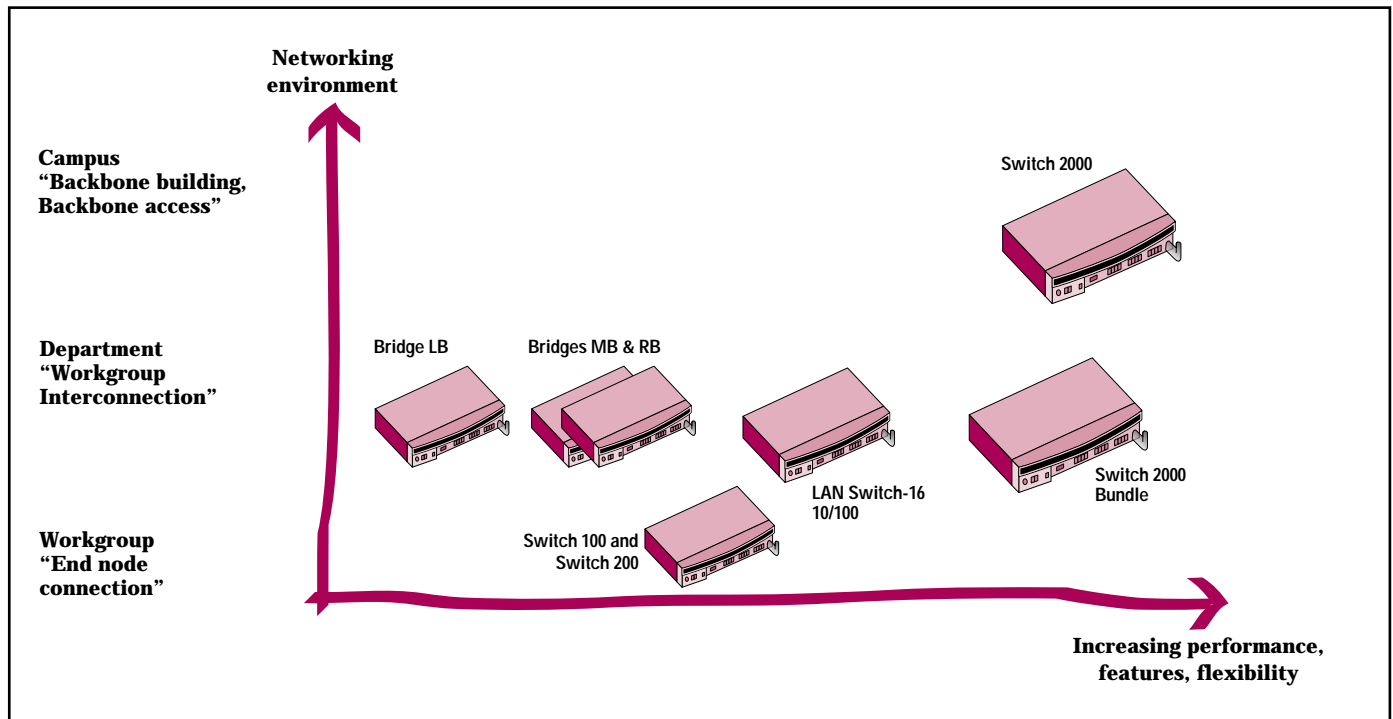 Networking
environment
Campus
“Backbone building,
Backbone access”
Switch 2000
Department
“Workgroup
Interconnection”
Bridge LB
Bridges MB & RB
LAN Switch-16
10/100
Switch 2000
Bundle
Workgroup
“End node
connection”
Switch 100 and
Switch 200
Increasing performance,
features, flexibility